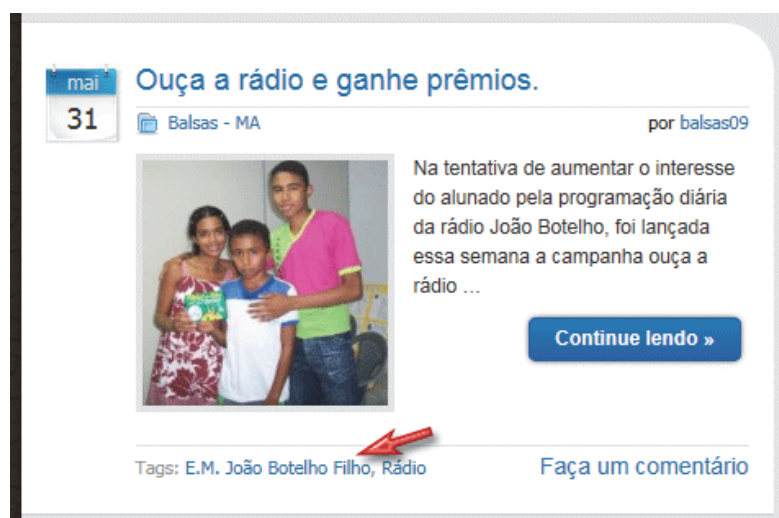 mai
31
Ouça a rádio e ganhe prêmios.
Balsas - MA
por balsas09
Na tentativa de aumentar o interesse
do alunado pela programação diária
da rádio João Botelho, foi lançada
essa semana a campanha ouça a
rádio ...
Continue lendo »
Tags: E.M. João Botelho Filho, Rádio
Faça um comentário